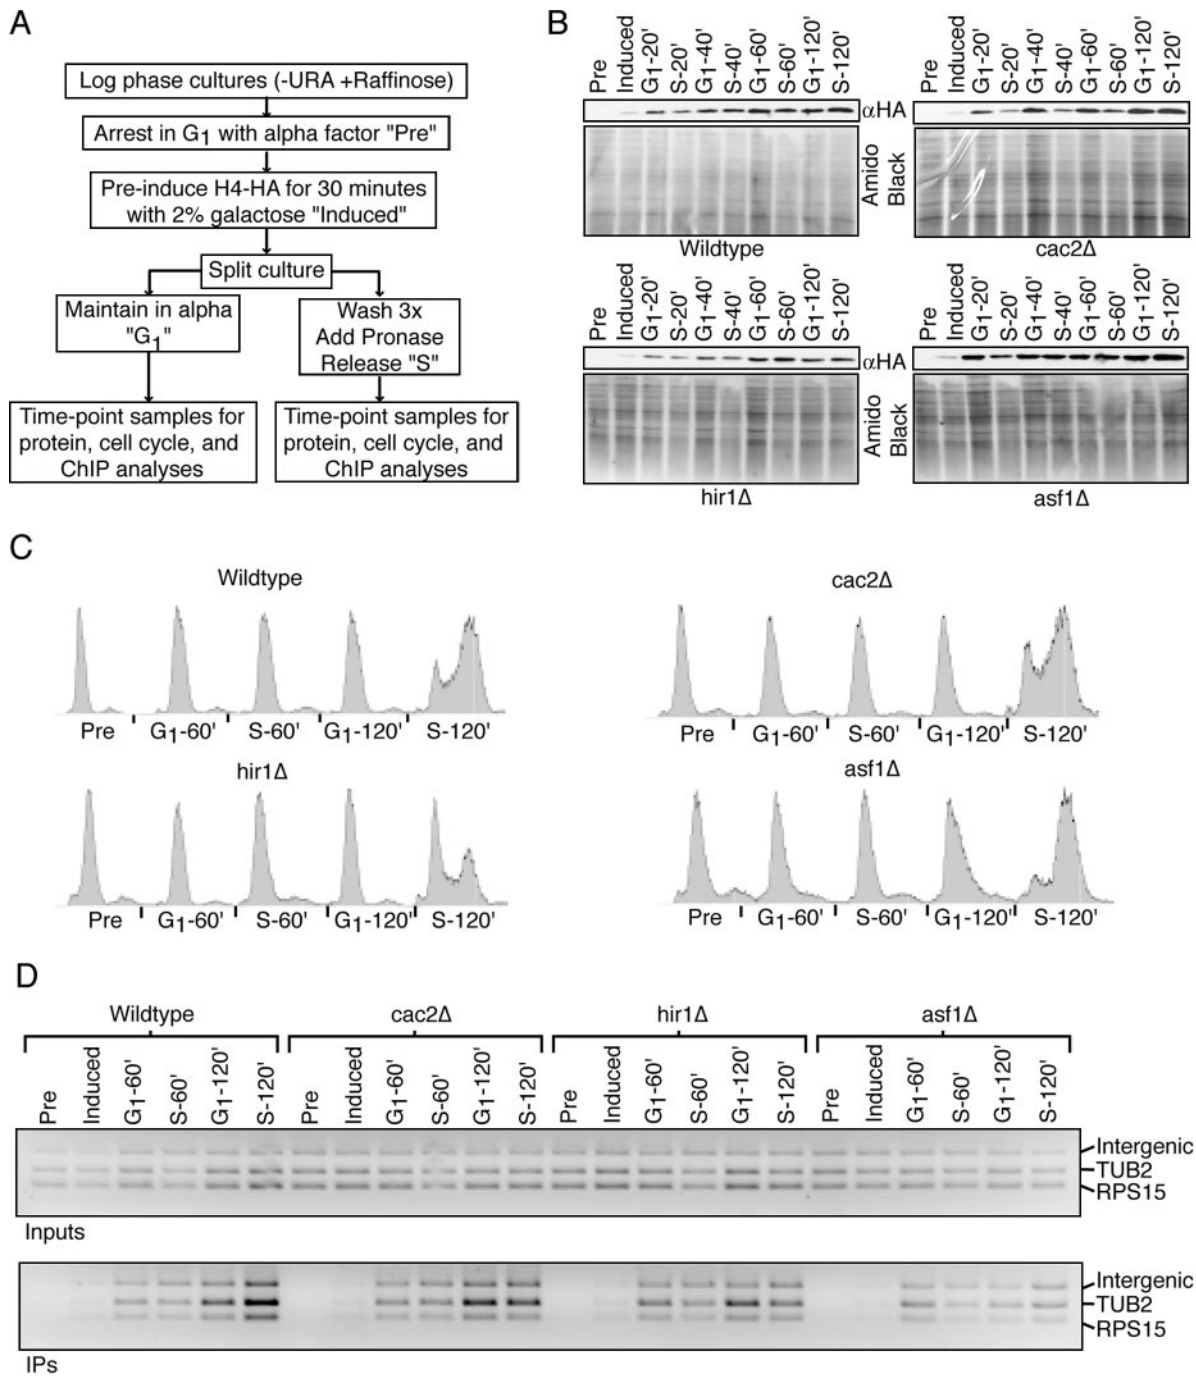 A
Log phase cultures (-URA +Raffinose)
Arrest in G1 with alpha factor "Pre"
Pre-induce H4-HA for 30 minutes
with 2% galactose "Induced"
Split culture
Maintain in alpha
"G1"
Wash 3x
Add Pronase
Release "S"
Time-point samples for
protein, cell cycle, and
ChIP analyses
Time-point samples for
protein, cell cycle, and
ChIP analyses
B
Pre Induced G1-20' S-20' G1-40' S-40' G1-60' S-60' G1-120' S-120'
Pre Induced G1-20' S-20' G1-40' S-40' G1-60' S-60' G1-120' S-120'
αHA
Amido
Black
Wildtype
cac2Δ
Pre Induced G1-20' S-20' G1-40' S-40' G1-60' S-60' G1-120' S-120'
Pre Induced G1-20' S-20' G1-40' S-40' G1-60' S-60' G1-120' S-120'
αHA
Amido
Black
hir1Δ
asf1Δ
C
Wildtype
Pre G1-60' S-60' G1-120' S-120'
cac2Δ
Pre G1-60' S-60' G1-120' S-120'
hir1Δ
Pre G1-60' S-60' G1-120' S-120'
asf1Δ
Pre G1-60' S-60' G1-120' S-120'
D
Wildtype cac2Δ hir1Δ asf1Δ
Pre Induced G1-60' S-60' G1-120' S-120' Pre Induced G1-60' S-60' G1-120' S-120' Pre Induced G1-60' S-60' G1-120' S-120' Pre Induced G1-60' S-60' G1-120' S-120'
Intergenic
TUB2
RPS15
Inputs
Intergenic
TUB2
RPS15
IPs